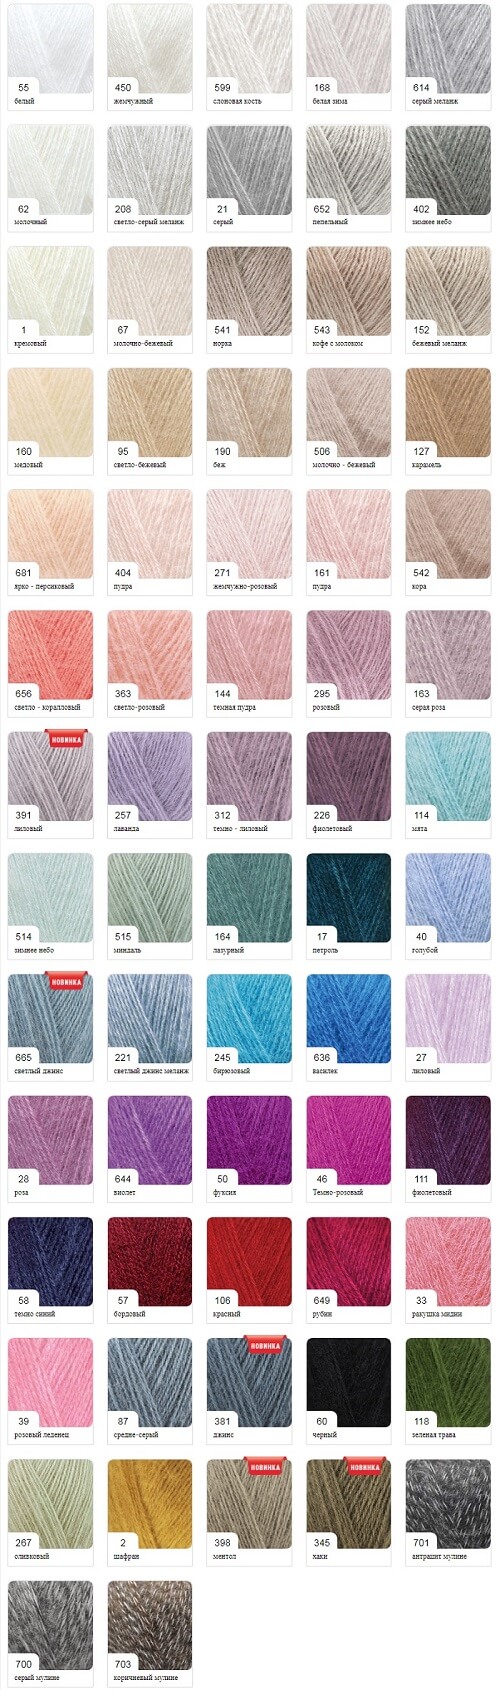 55
белый
450
жемчужный
599
слоновая кость
168
белая зима
614
серый меланж
62
молочный
208
светло-серый меланж
21
серый
652
пепельный
402
зимнее небо
1
кремовый
67
молочно-бежевый
541
норка
543
кофе с молоком
152
бежевый меланж
160
медовый
95
светло-бежевый
190
беж
506
молочно - бежевый
127
карамель
681
ярко - персиковый
404
пудра
271
жемчужно-розовый
161
пудра
542
кора
656
светло - коралловый
363
светло-розовый
144
темная пудра
295
розовый
163
серая роза
НОВИНКА
391
лиловый
257
лаванда
312
темно - лиловый
226
фиолетовый
114
мята
514
зимнее небо
515
миндаль
164
лазурный
17
петроль
40
голубой
НОВИНКА
665
светлый джинс
221
светлый джинс меланж
245
бирюзовый
636
василек
27
лиловый
28
роза
644
виолет
50
фуксия
46
Темно-розовый
111
фиолетовый
58
темно синий
57
бордовый
106
красный
649
рубин
33
ракушка мидии
39
розовый леденец
87
средне-серый
НОВИНКА
381
джинс
60
черный
118
зеленая трава
267
оливковый
2
шафран
НОВИНКА
398
ментол
НОВИНКА
345
хаки
701
антрацит мулине
700
серый мулине
703
коричневый мулине